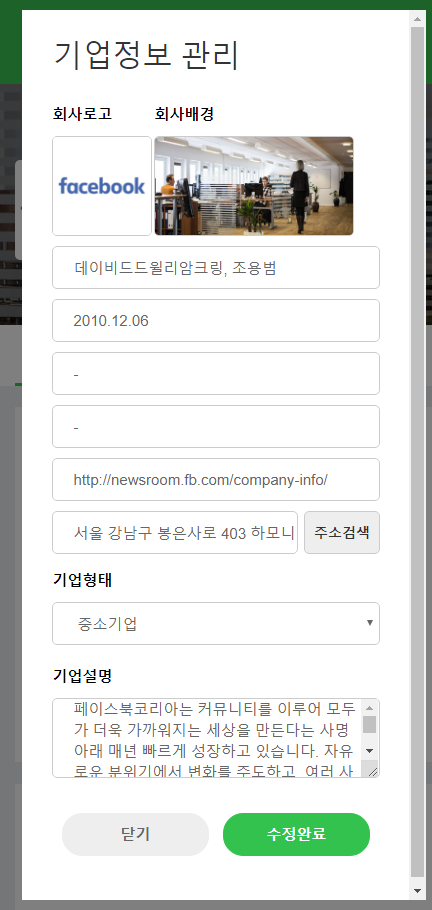 기업정보 관리
회사로고 회사배경
facebook
데이비드드윌리암크링, 조용범
2010.12.06
-
-
http://newsroom.fb.com/company-info/
서울 강남구 봉은사로 403 하모니 주소검색
기업형태
중소기업
기업설명
페이스북코리아는 커뮤니티를 이루어 모두
가 더욱 가까워지는 세상을 만든다는 사명
아래 매년 빠르게 성장하고 있습니다. 자유
로운 분위기에서 변화를 주도하고, 여러 사
닫기 수정완료